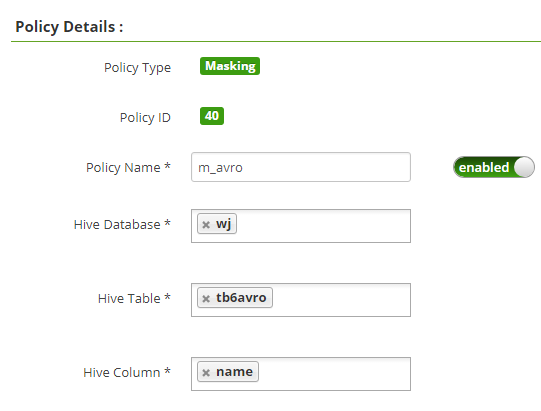 Policy Details :
Policy Type Masking
Policy ID 40
Policy Name * m_avro enabled
Hive Database * × wj
Hive Table * × tb6avro
Hive Column * × name